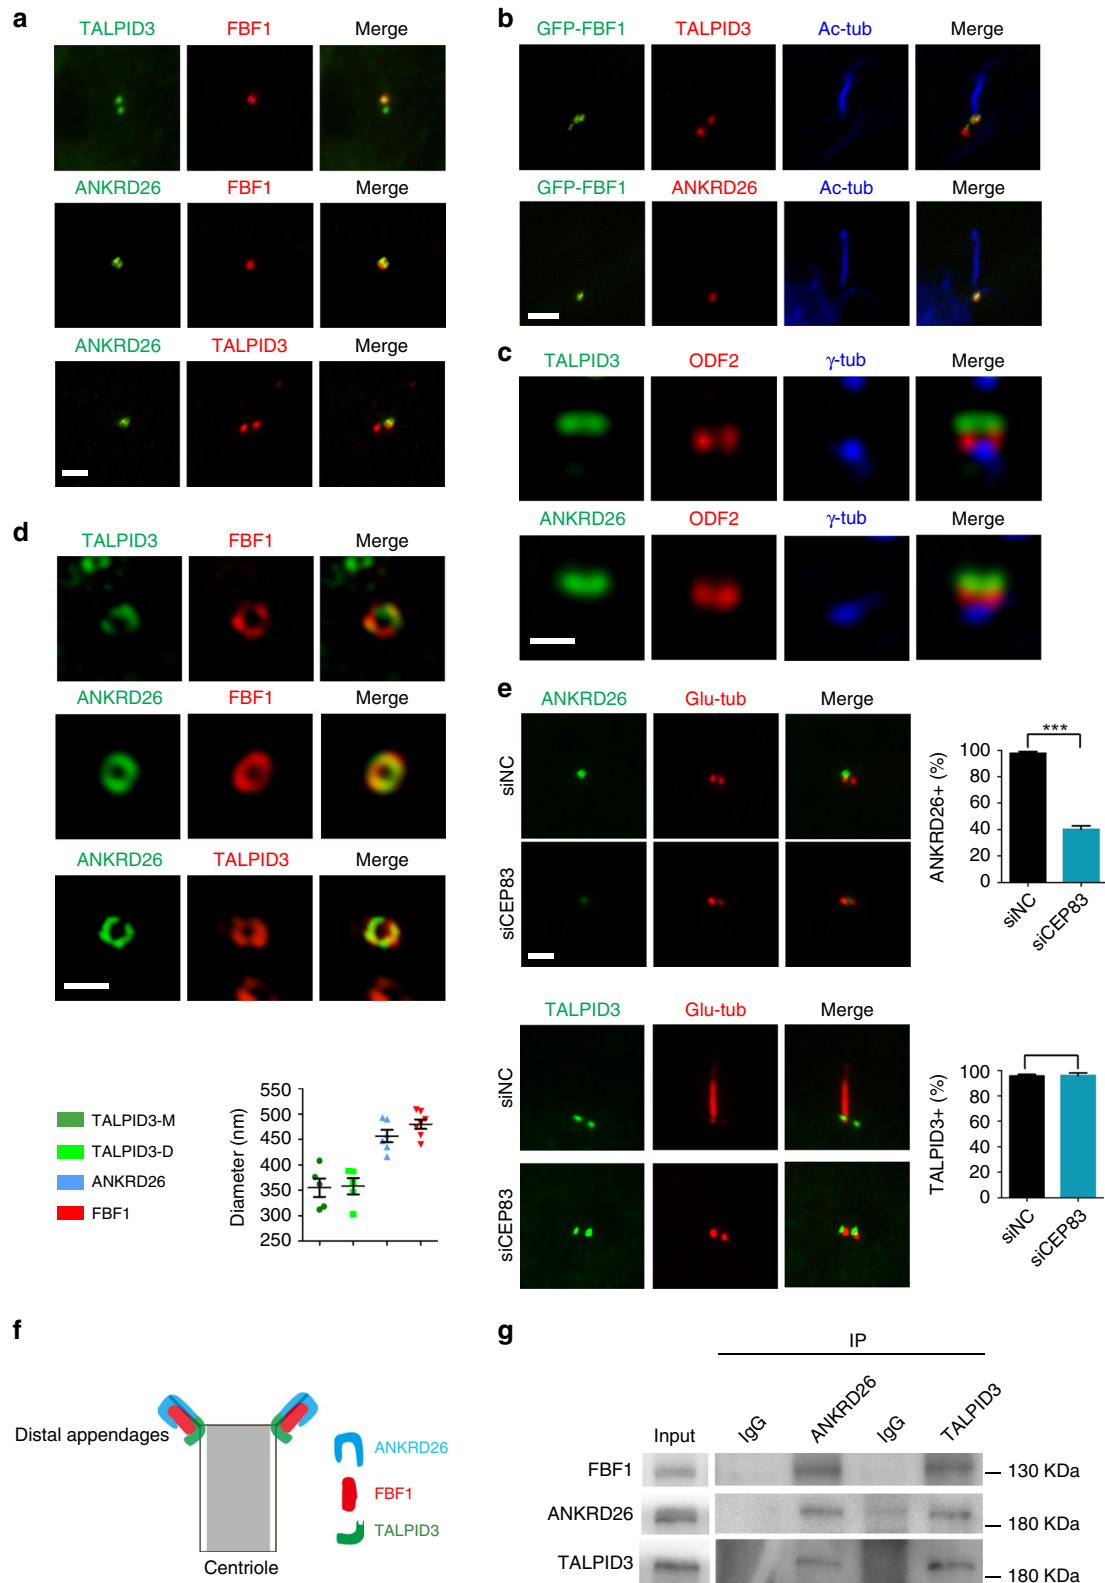 a
TALPID3 FBF1 Merge
ANKRD26 FBF1 Merge
ANKRD26 TALPID3 Merge
b
GFP-FBF1 TALPID3 Ac-tub Merge
GFP-FBF1 ANKRD26 Ac-tub Merge
c
TALPID3 ODF2 γ-tub Merge
ANKRD26 ODF2 γ-tub Merge
d
TALPID3 FBF1 Merge
ANKRD26 FBF1 Merge
ANKRD26 TALPID3 Merge
TALPID3-M
TALPID3-D
ANKRD26
FBF1
Diameter (nm)
550
500
450
400
350
300
250
e
ANKRD26 Glu-tub Merge
siNC
siCEP83
ANKRD26+ (%)
100
80
60
40
20
0
***
siNC
siCEP83
TALPID3 Glu-tub Merge
siNC
siCEP83
TALPID3+ (%)
100
80
60
40
20
0
siNC
siCEP83
f
Distal appendages
Centriole
ANKRD26
FBF1
TALPID3
g
IP
Input IgG ANKRD26 IgG TALPID3
FBF1 130 KDa
ANKRD26 180 KDa
TALPID3 180 KDa